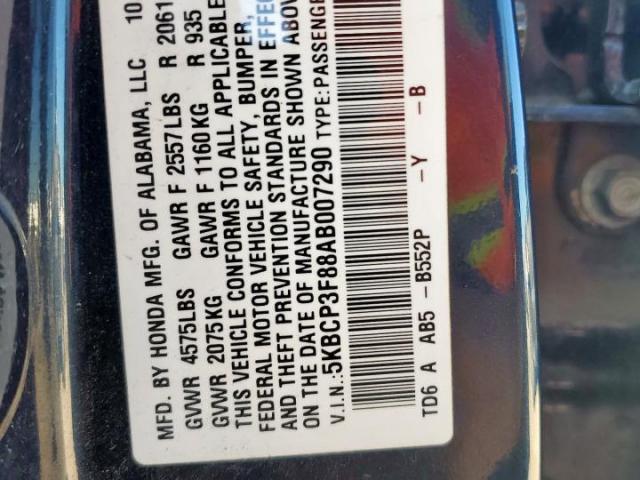 MFD. BY HONDA MFG. OF ALABAMA, LLC 10
GVWR 4575LBS GAWR F 2557LBS R 2061
GVWR 2075KG GAWR F 1160KG R 935
THIS VEHICLE CONFORMS TO ALL APPLICABLE
FEDERAL MOTOR VEHICLE SAFETY, BUMPER,
AND THEFT PREVENTION STANDARDS IN EFFEC
ON THE DATE OF MANUFACTURE SHOWN ABOV
V.I.N.: 5KBCP3F88AB007290 TYPE: PASSENGE
TD6 A AB5 -B552P -Y -B